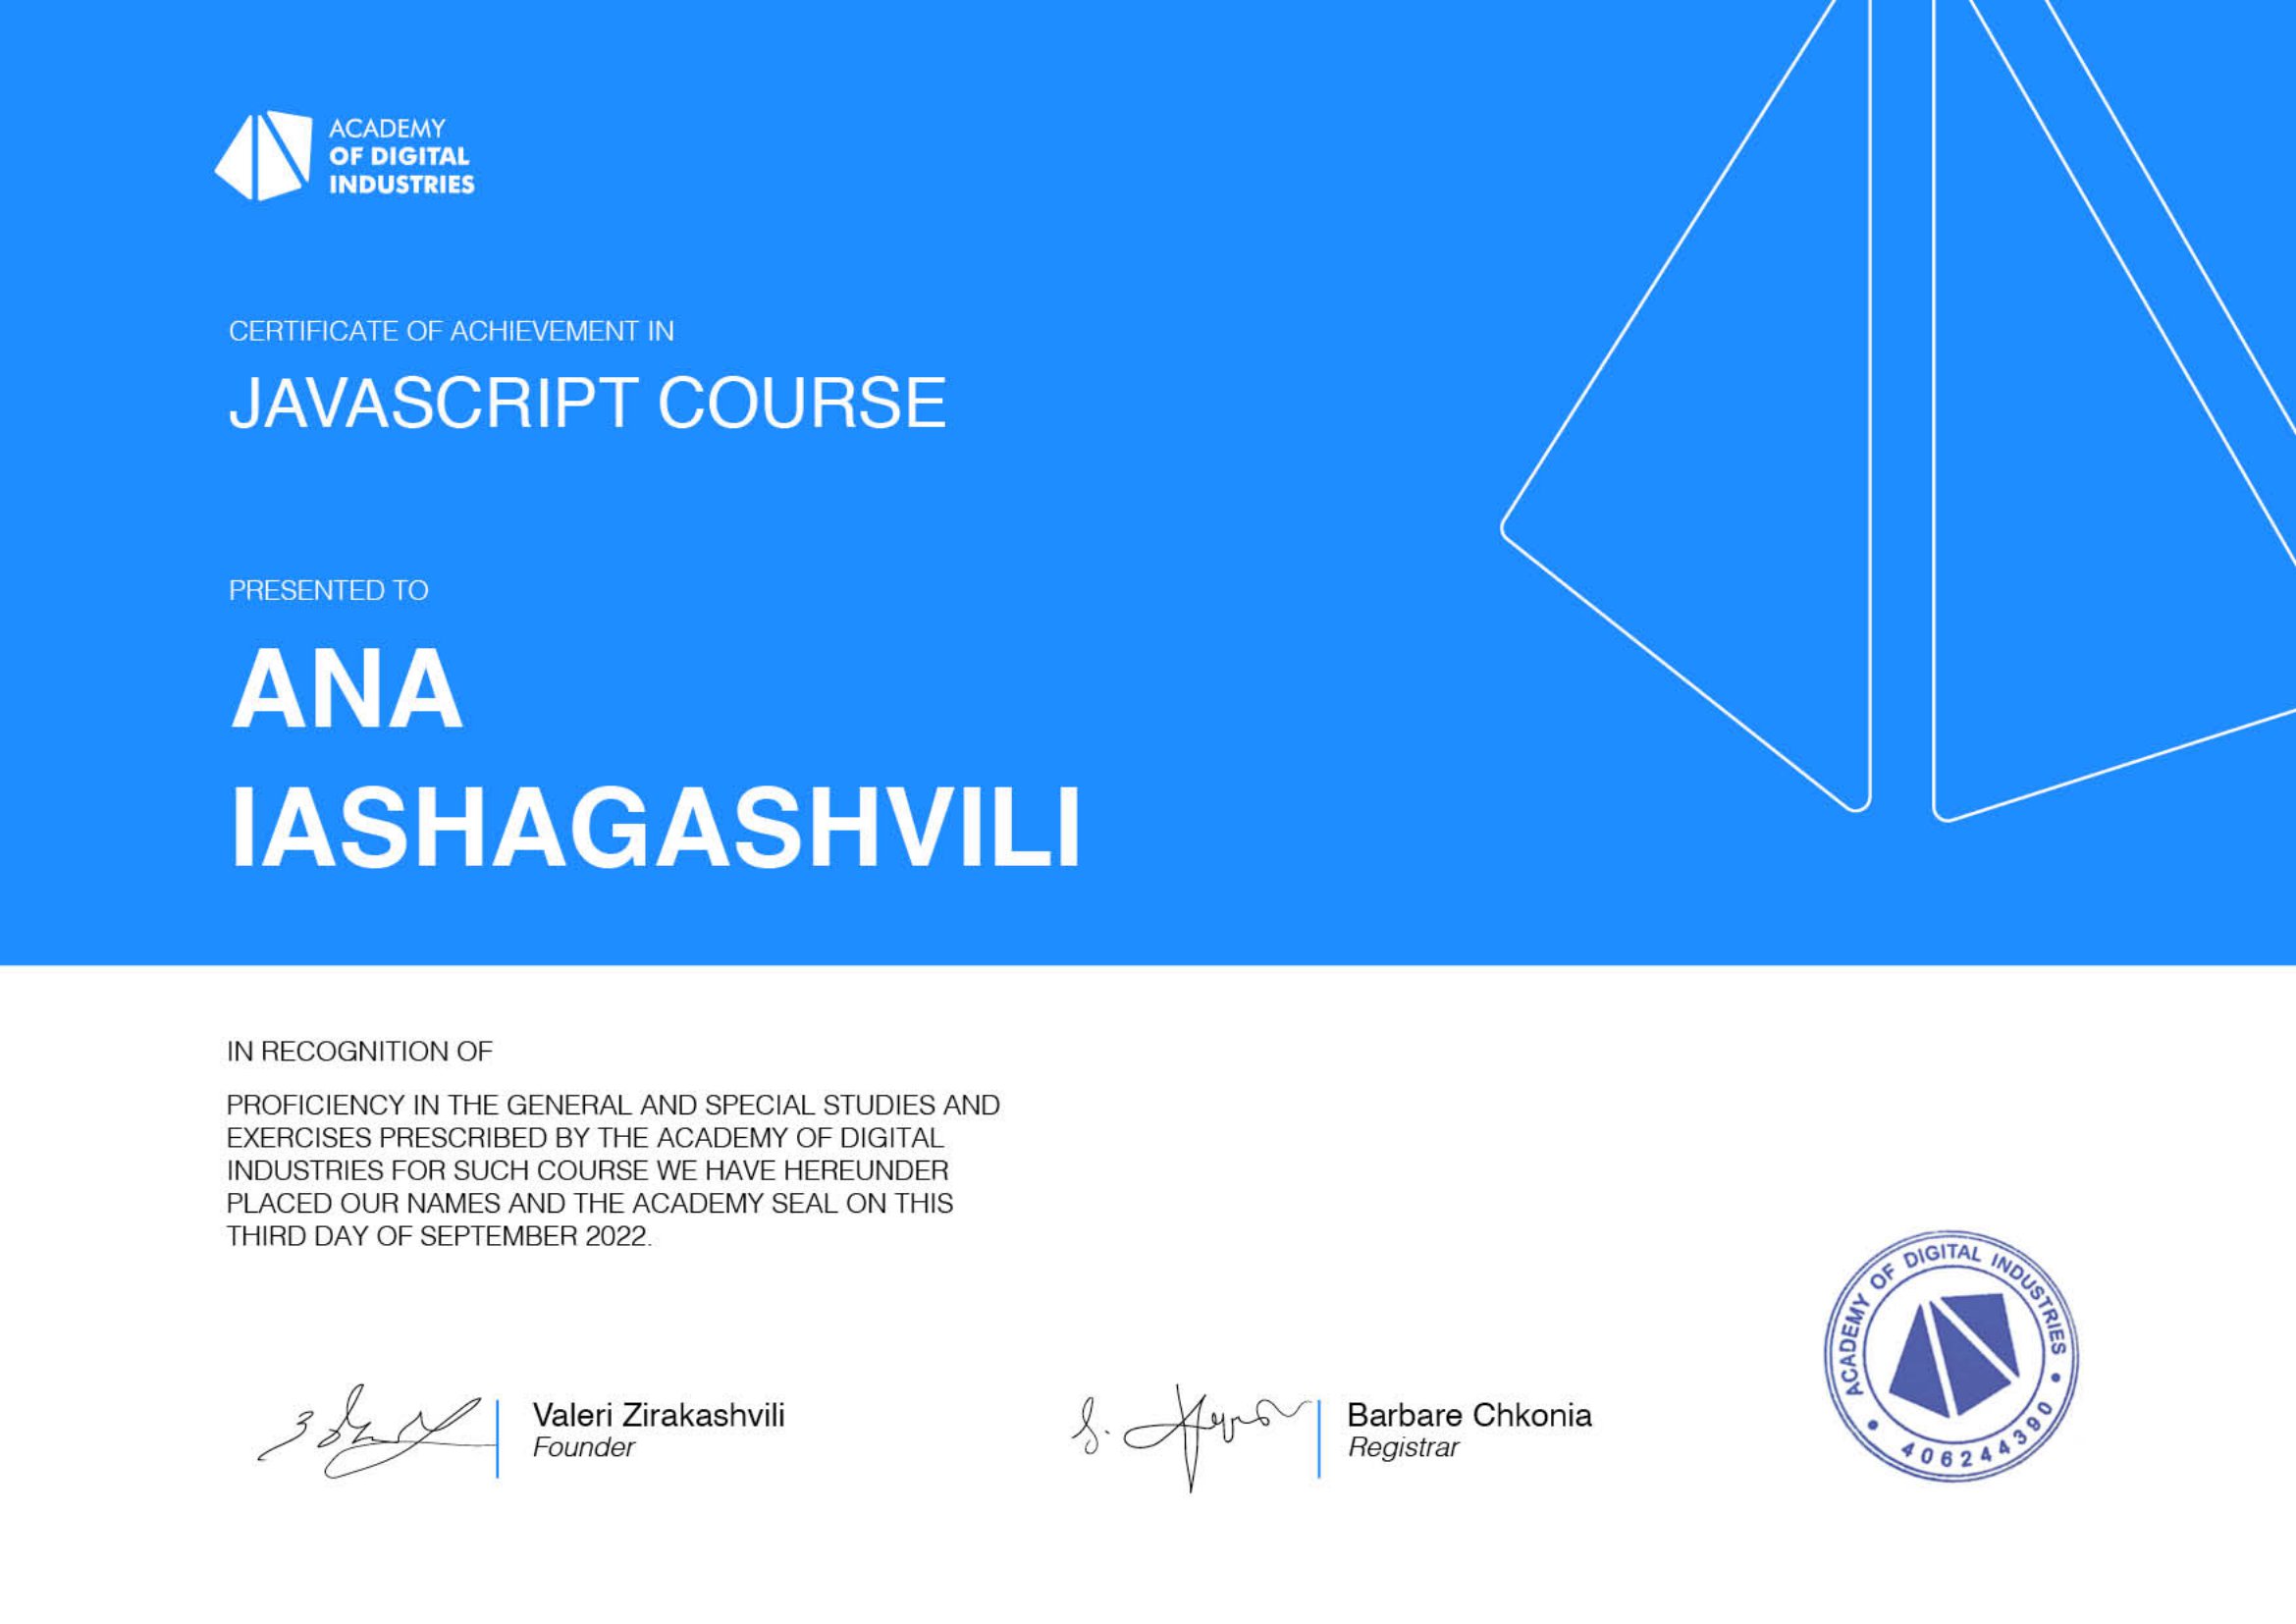 ACADEMY
OF DIGITAL
INDUSTRIES
CERTIFICATE OF ACHIEVEMENT IN
JAVASCRIPT COURSE
PRESENTED TO
ANA
IASHAGASHVILI
IN RECOGNITION OF
PROFICIENCY IN THE GENERAL AND SPECIAL STUDIES AND
EXERCISES PRESCRIBED BY THE ACADEMY OF DIGITAL
INDUSTRIES FOR SUCH COURSE WE HAVE HEREUNDER
PLACED OUR NAMES AND THE ACADEMY SEAL ON THIS
THIRD DAY OF SEPTEMBER 2022.
Valeri Zirakashvili
Founder
Barbare Chkonia
Registrar
ACADEMY OF DIGITAL INDUSTRIES
406244390